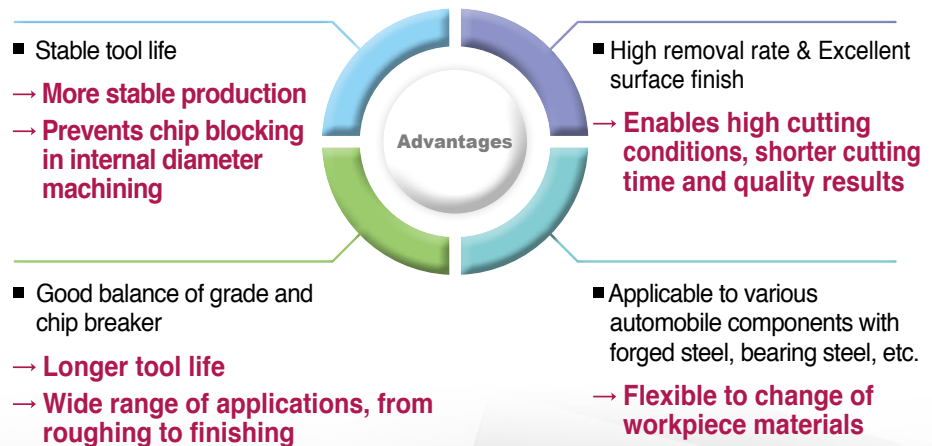 ■ Stable tool life
→ More stable production
→ Prevents chip blocking
in internal diameter
machining
Advantages
■ High removal rate & Excellent
surface finish
→ Enables high cutting
conditions, shorter cutting
time and quality results
■ Good balance of grade and
chip breaker
→ Longer tool life
→ Wide range of applications, from
roughing to finishing
■ Applicable to various
automobile components with
forged steel, bearing steel, etc.
→ Flexible to change of
workpiece materials